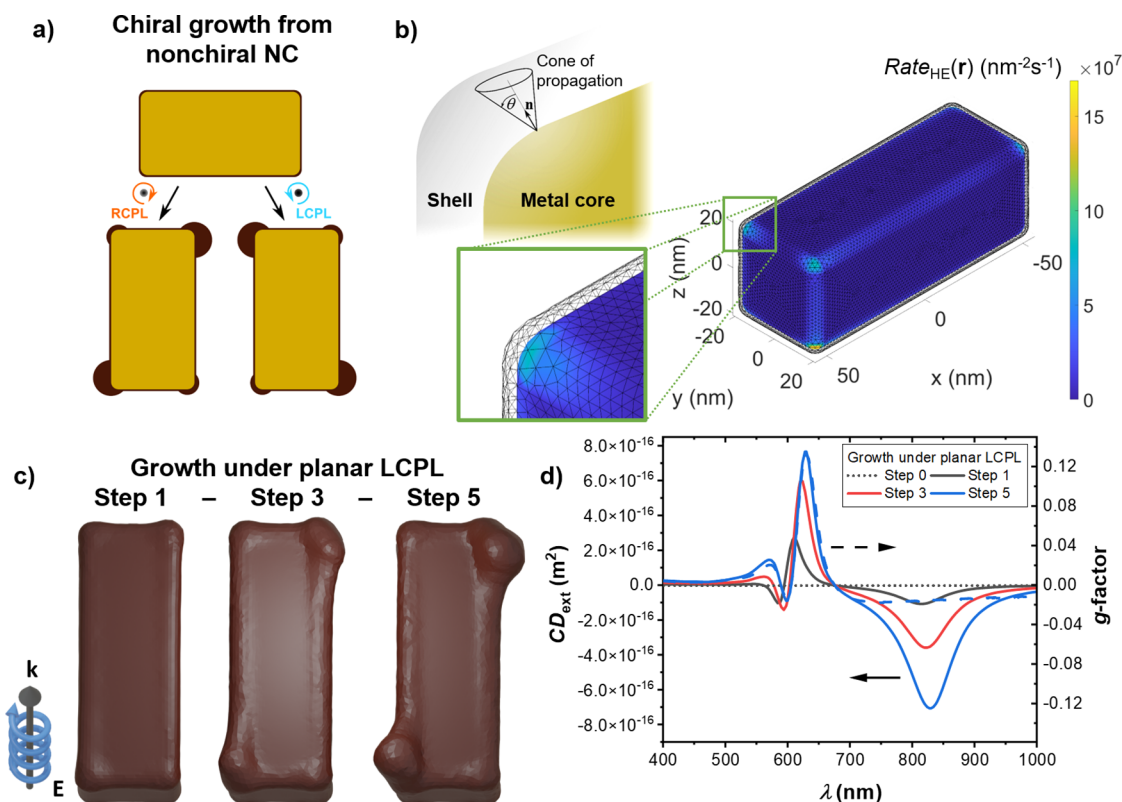 a)
Chiral growth from
nonchiral NC
RCPL
LCPL
b)
Cone of
propagation
θ
n
Shell
Metal core
Rate_HE(r) (nm⁻²s⁻¹)
×10⁷
15
10
5
0
20
0
-20
z (nm)
-20
0
20
y (nm)
50
0
-50
x (nm)
c)
Growth under planar LCPL
Step 1 – Step 3 – Step 5
k
E
d)
Growth under planar LCPL
Step 0
Step 1
Step 3
Step 5
8.0×10⁻¹⁶
6.0×10⁻¹⁶
4.0×10⁻¹⁶
2.0×10⁻¹⁶
0.0
-2.0×10⁻¹⁶
-4.0×10⁻¹⁶
-6.0×10⁻¹⁶
-8.0×10⁻¹⁶
CD_ext (m²)
0.12
0.08
0.04
0.00
-0.04
-0.08
-0.12
g-factor
400
500
600
700
800
900
1000
λ (nm)